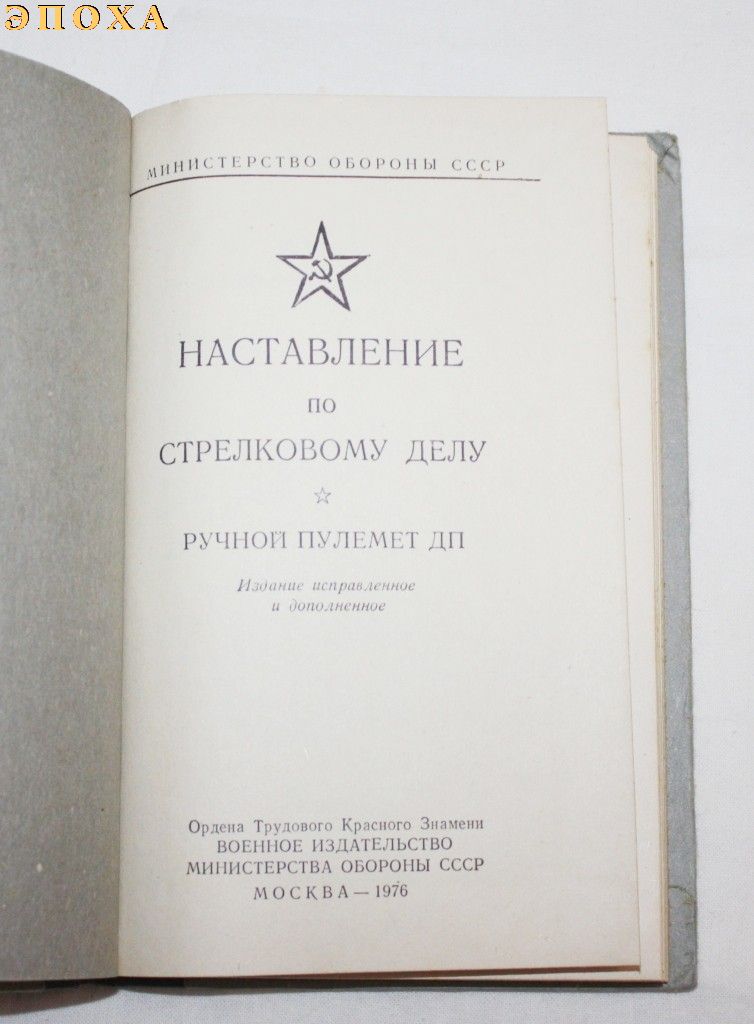 ЭПОХА
МИНИСТЕРСТВО ОБОРОНЫ СССР
НАСТАВЛЕНИЕ
ПО
СТРЕЛКОВОМУ ДЕЛУ
РУЧНОЙ ПУЛЕМЕТ ДП
Издание исправленное
и дополненное
Ордена Трудового Красного Знамени
ВОЕННОЕ ИЗДАТЕЛЬСТВО
МИНИСТЕРСТВА ОБОРОНЫ СССР
МОСКВА — 1976